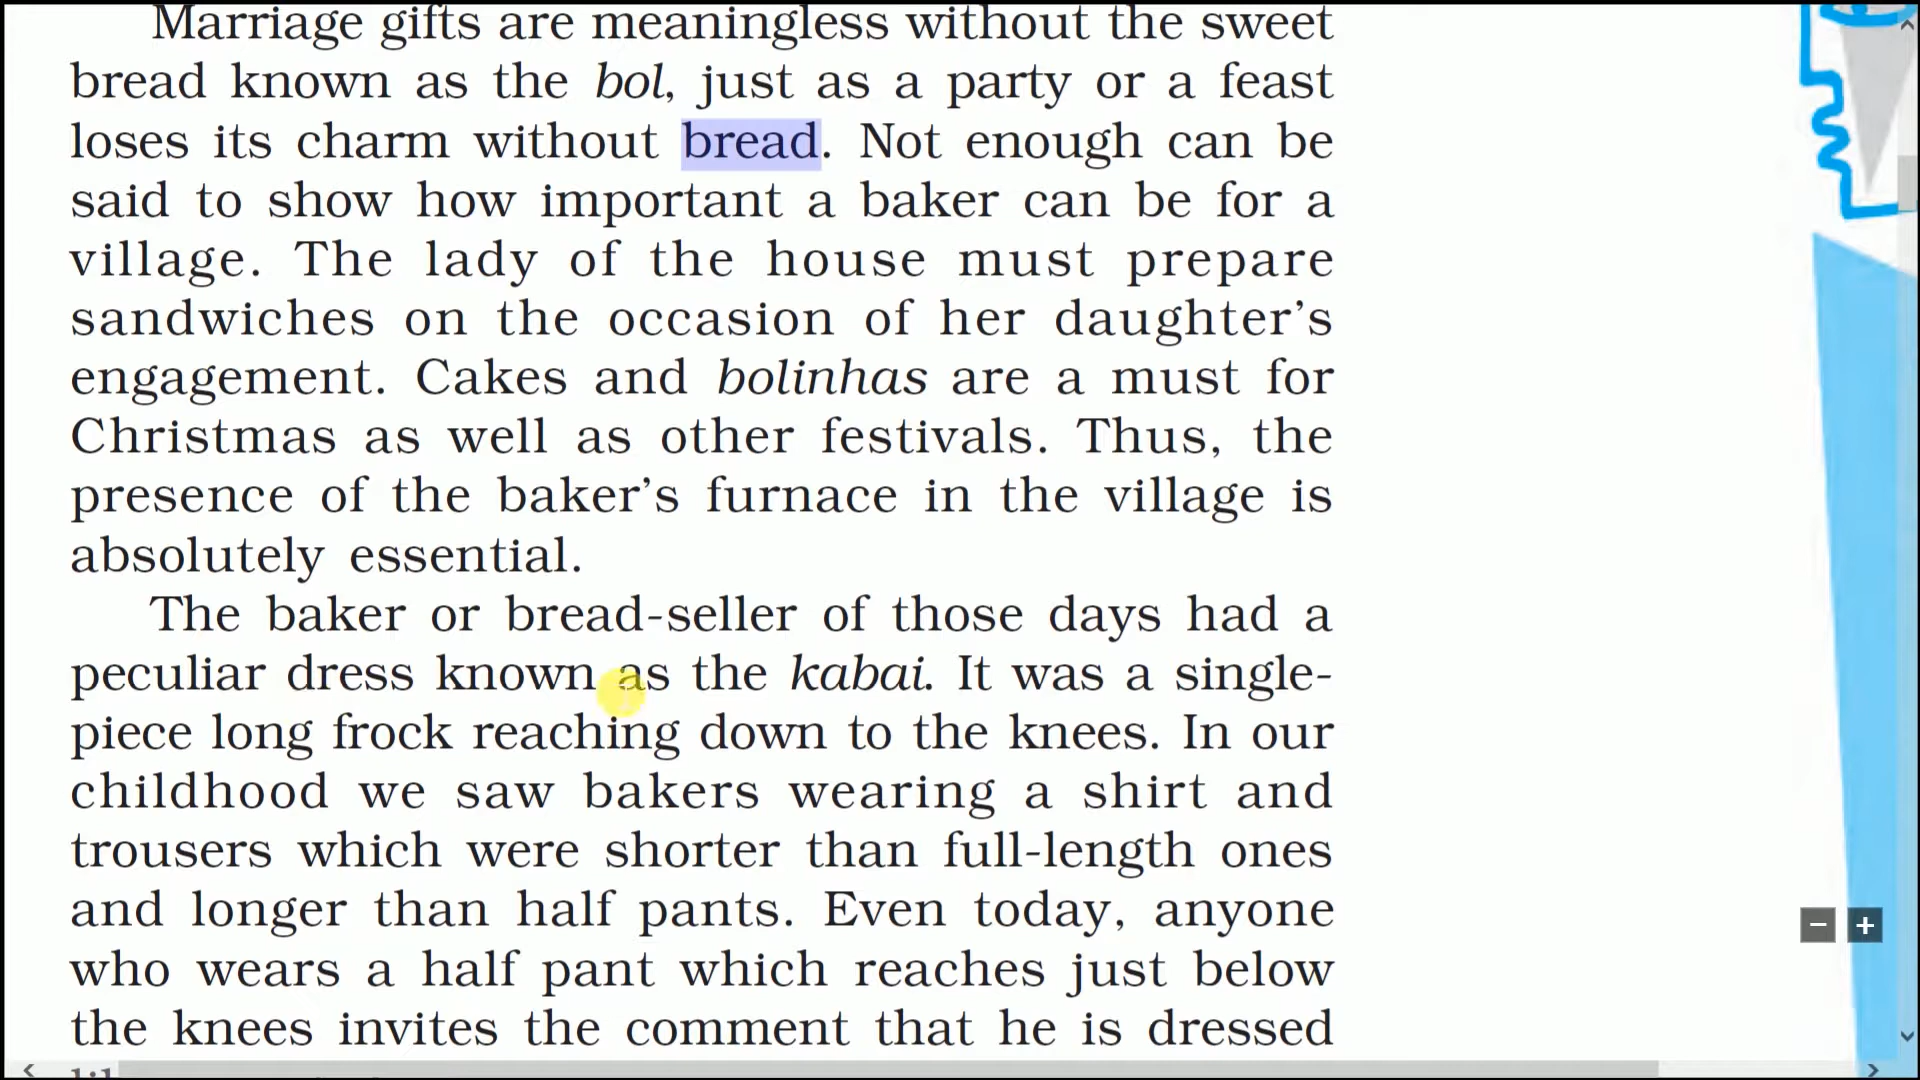 Marriage gifts are meaningless without the sweet
bread known as the bol, just as a party or a feast
loses its charm without bread. Not enough can be
said to show how important a baker can be for a
village. The lady of the house must prepare
sandwiches on the occasion of her daughter’s
engagement. Cakes and bolinhas are a must for
Christmas as well as other festivals. Thus, the
presence of the baker’s furnace in the village is
absolutely essential.
The baker or bread-seller of those days had a
peculiar dress known as the kabai. It was a single-
piece long frock reaching down to the knees. In our
childhood we saw bakers wearing a shirt and
trousers which were shorter than full-length ones
and longer than half pants. Even today, anyone
who wears a half pant which reaches just below
the knees invites the comment that he is dressed